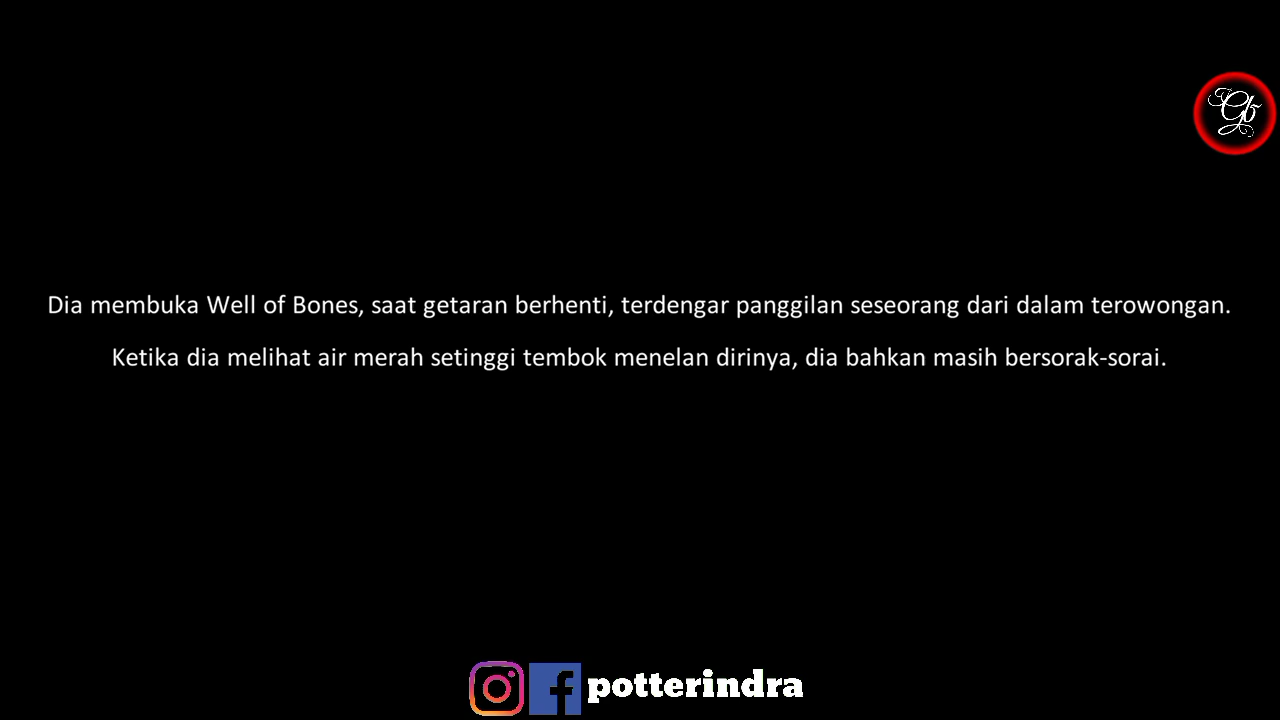 Dia membuka Well of Bones, saat getaran berhenti, terdengar panggilan seseorang dari dalam terowongan.
Ketika dia melihat air merah setinggi tembok menelan dirinya, dia bahkan masih bersorak-sorai.
potterindra